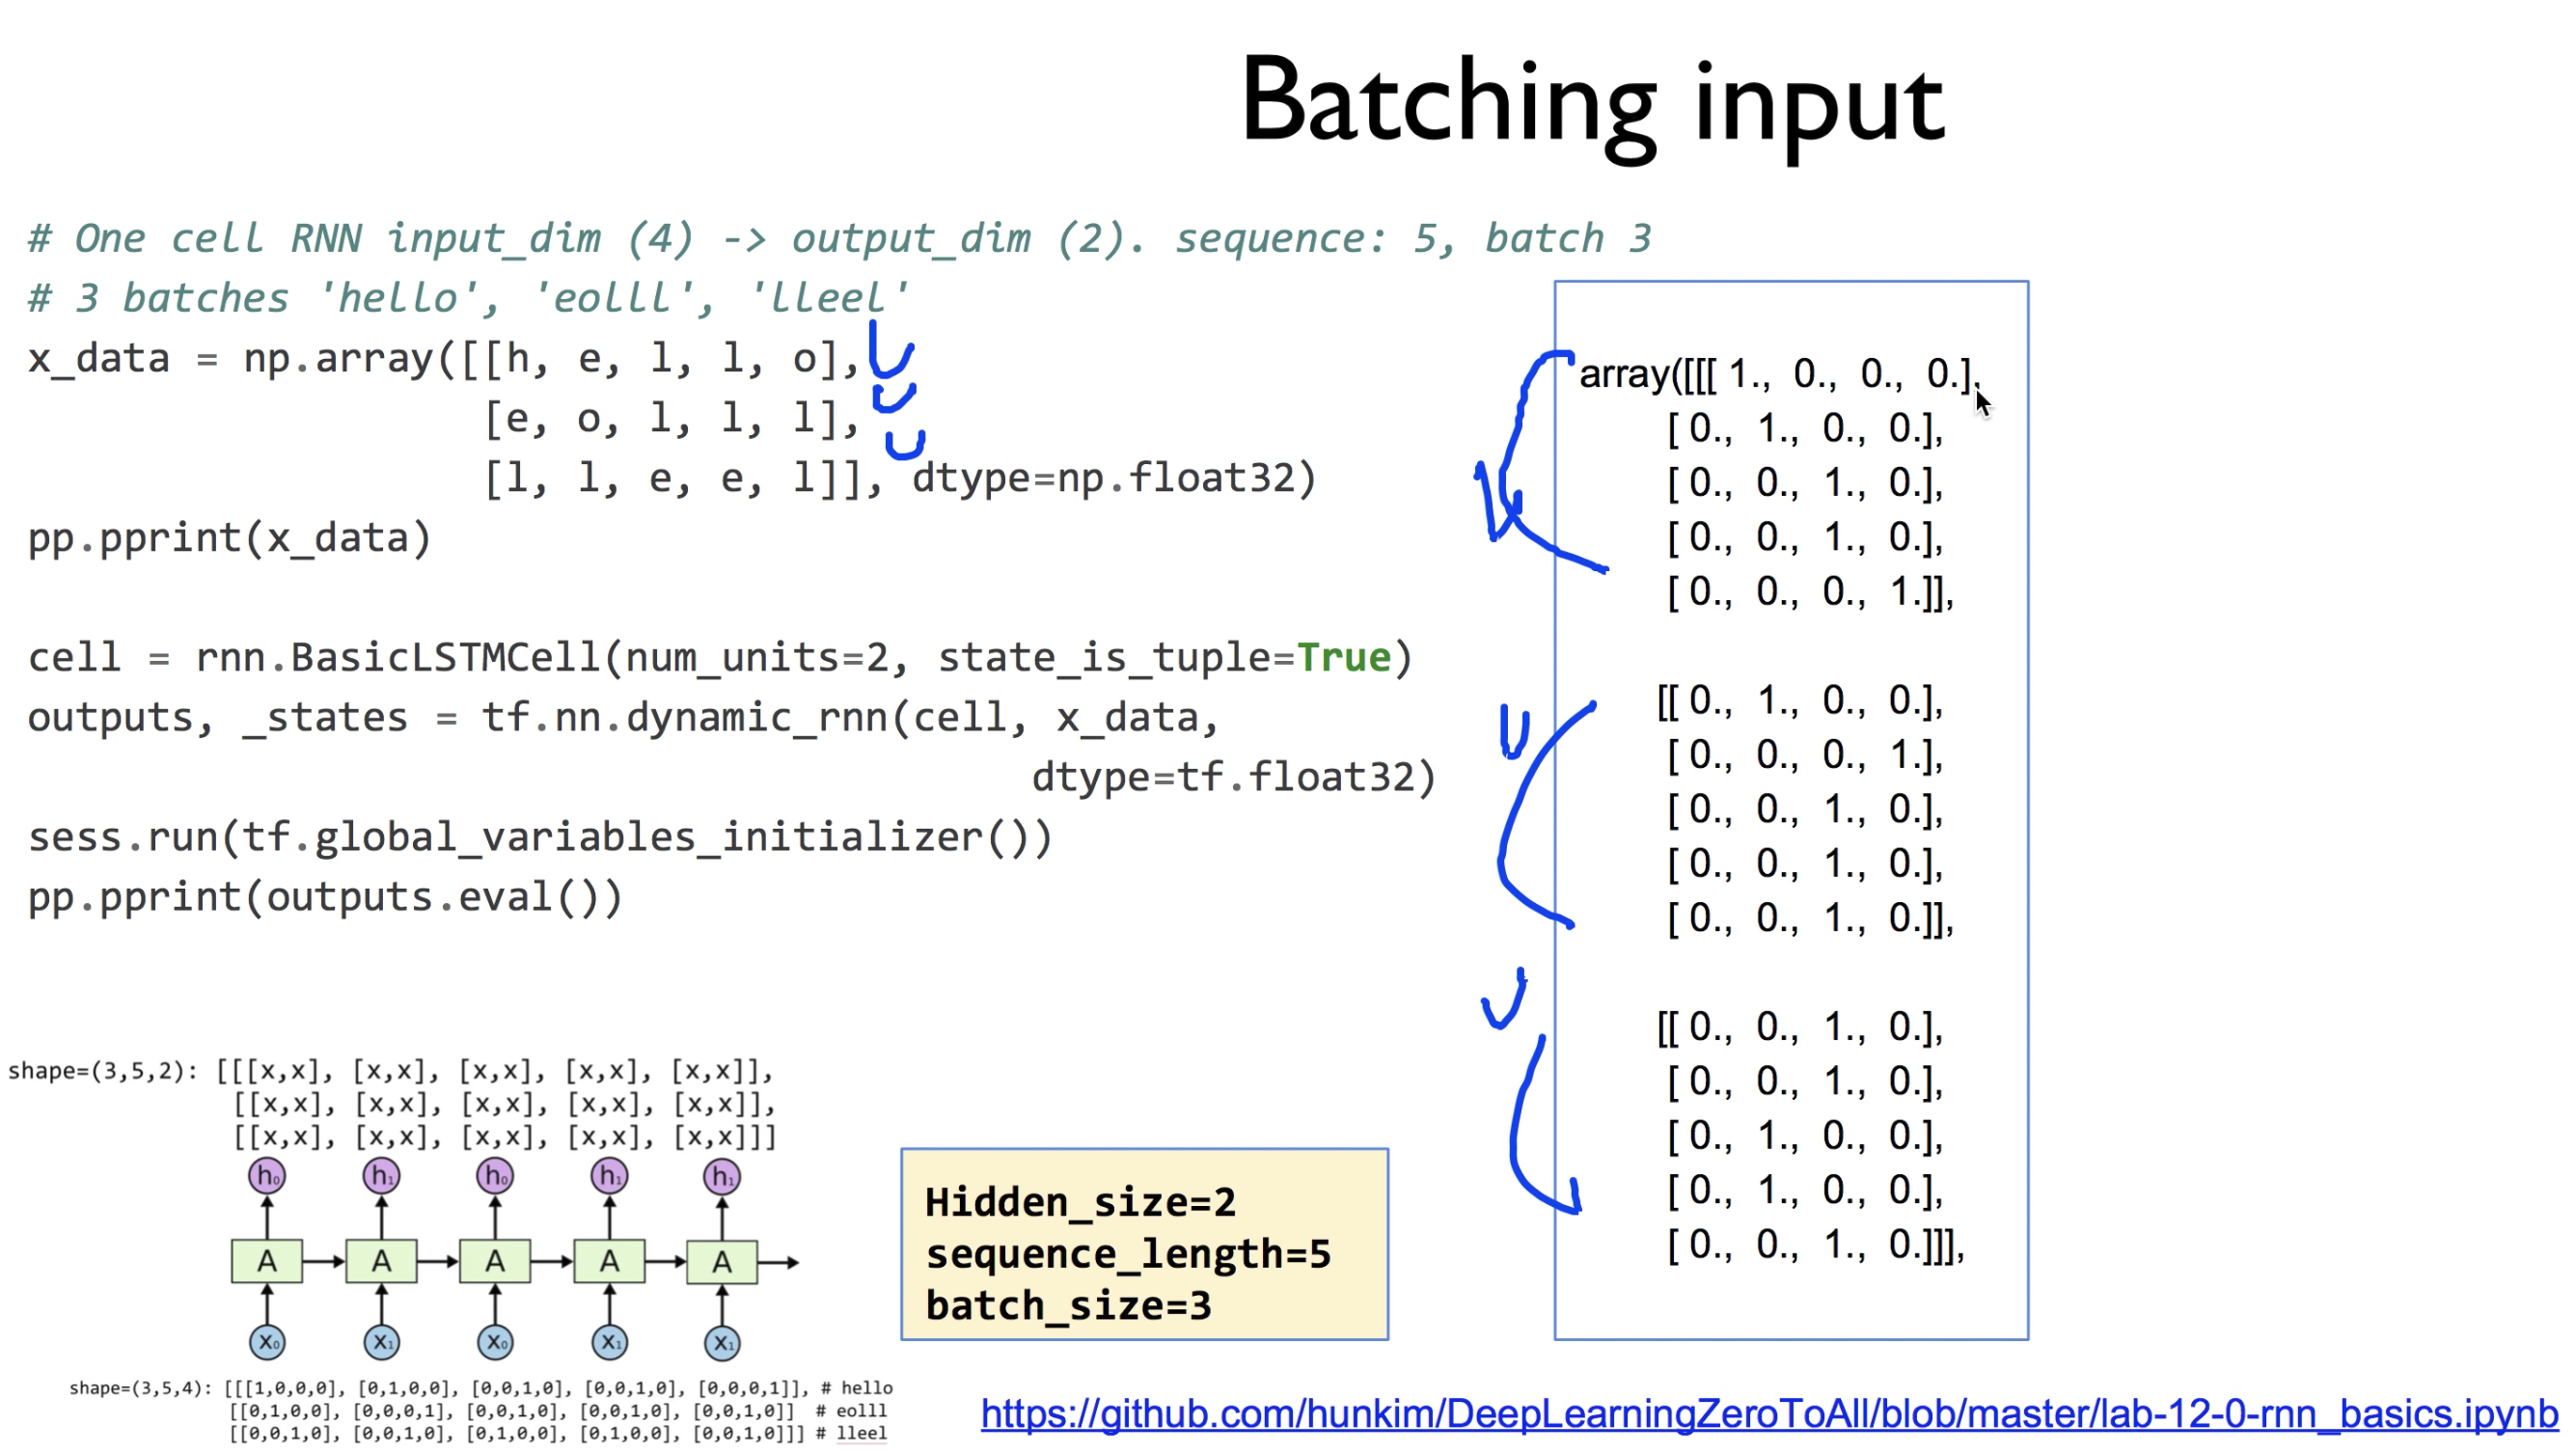 Batching input
# One cell RNN input_dim (4) -> output_dim (2). sequence: 5, batch 3
# 3 batches 'hello', 'eolll', 'lleel'
x_data = np.array([[h, e, l, l, o],
[e, o, l, l, l],
[l, l, e, e, l]], dtype=np.float32)
pp.pprint(x_data)
cell = rnn.BasicLSTMCell(num_units=2, state_is_tuple=True)
outputs, _states = tf.nn.dynamic_rnn(cell, x_data,
dtype=tf.float32)
sess.run(tf.global_variables_initializer())
pp.pprint(outputs.eval())
array([[[ 1., 0., 0., 0.],
[ 0., 1., 0., 0.],
[ 0., 0., 1., 0.],
[ 0., 0., 1., 0.],
[ 0., 0., 0., 1.]],
[[ 0., 1., 0., 0.],
[ 0., 0., 0., 1.],
[ 0., 0., 1., 0.],
[ 0., 0., 1., 0.],
[ 0., 0., 1., 0.]],
[[ 0., 0., 1., 0.],
[ 0., 0., 1., 0.],
[ 0., 1., 0., 0.],
[ 0., 1., 0., 0.],
[ 0., 0., 1., 0.]]],
shape=(3,5,2): [[[x,x], [x,x], [x,x], [x,x], [x,x]],
[[x,x], [x,x], [x,x], [x,x], [x,x]],
[[x,x], [x,x], [x,x], [x,x], [x,x]]]
h₀ h₁ h₀ h₁ h₁
A A A A A
x₀ x₁ x₀ x₁ x₁
shape=(3,5,4): [[[1,0,0,0], [0,1,0,0], [0,0,1,0], [0,0,1,0], [0,0,0,1]], # hello
[[0,1,0,0], [0,0,0,1], [0,0,1,0], [0,0,1,0], [0,0,1,0]] # eolll
[[0,0,1,0], [0,0,1,0], [0,1,0,0], [0,1,0,0], [0,0,1,0]]] # lleel
Hidden_size=2
sequence_length=5
batch_size=3
https://github.com/hunkim/DeepLearningZeroToAll/blob/master/lab-12-0-rnn_basics.ipynb